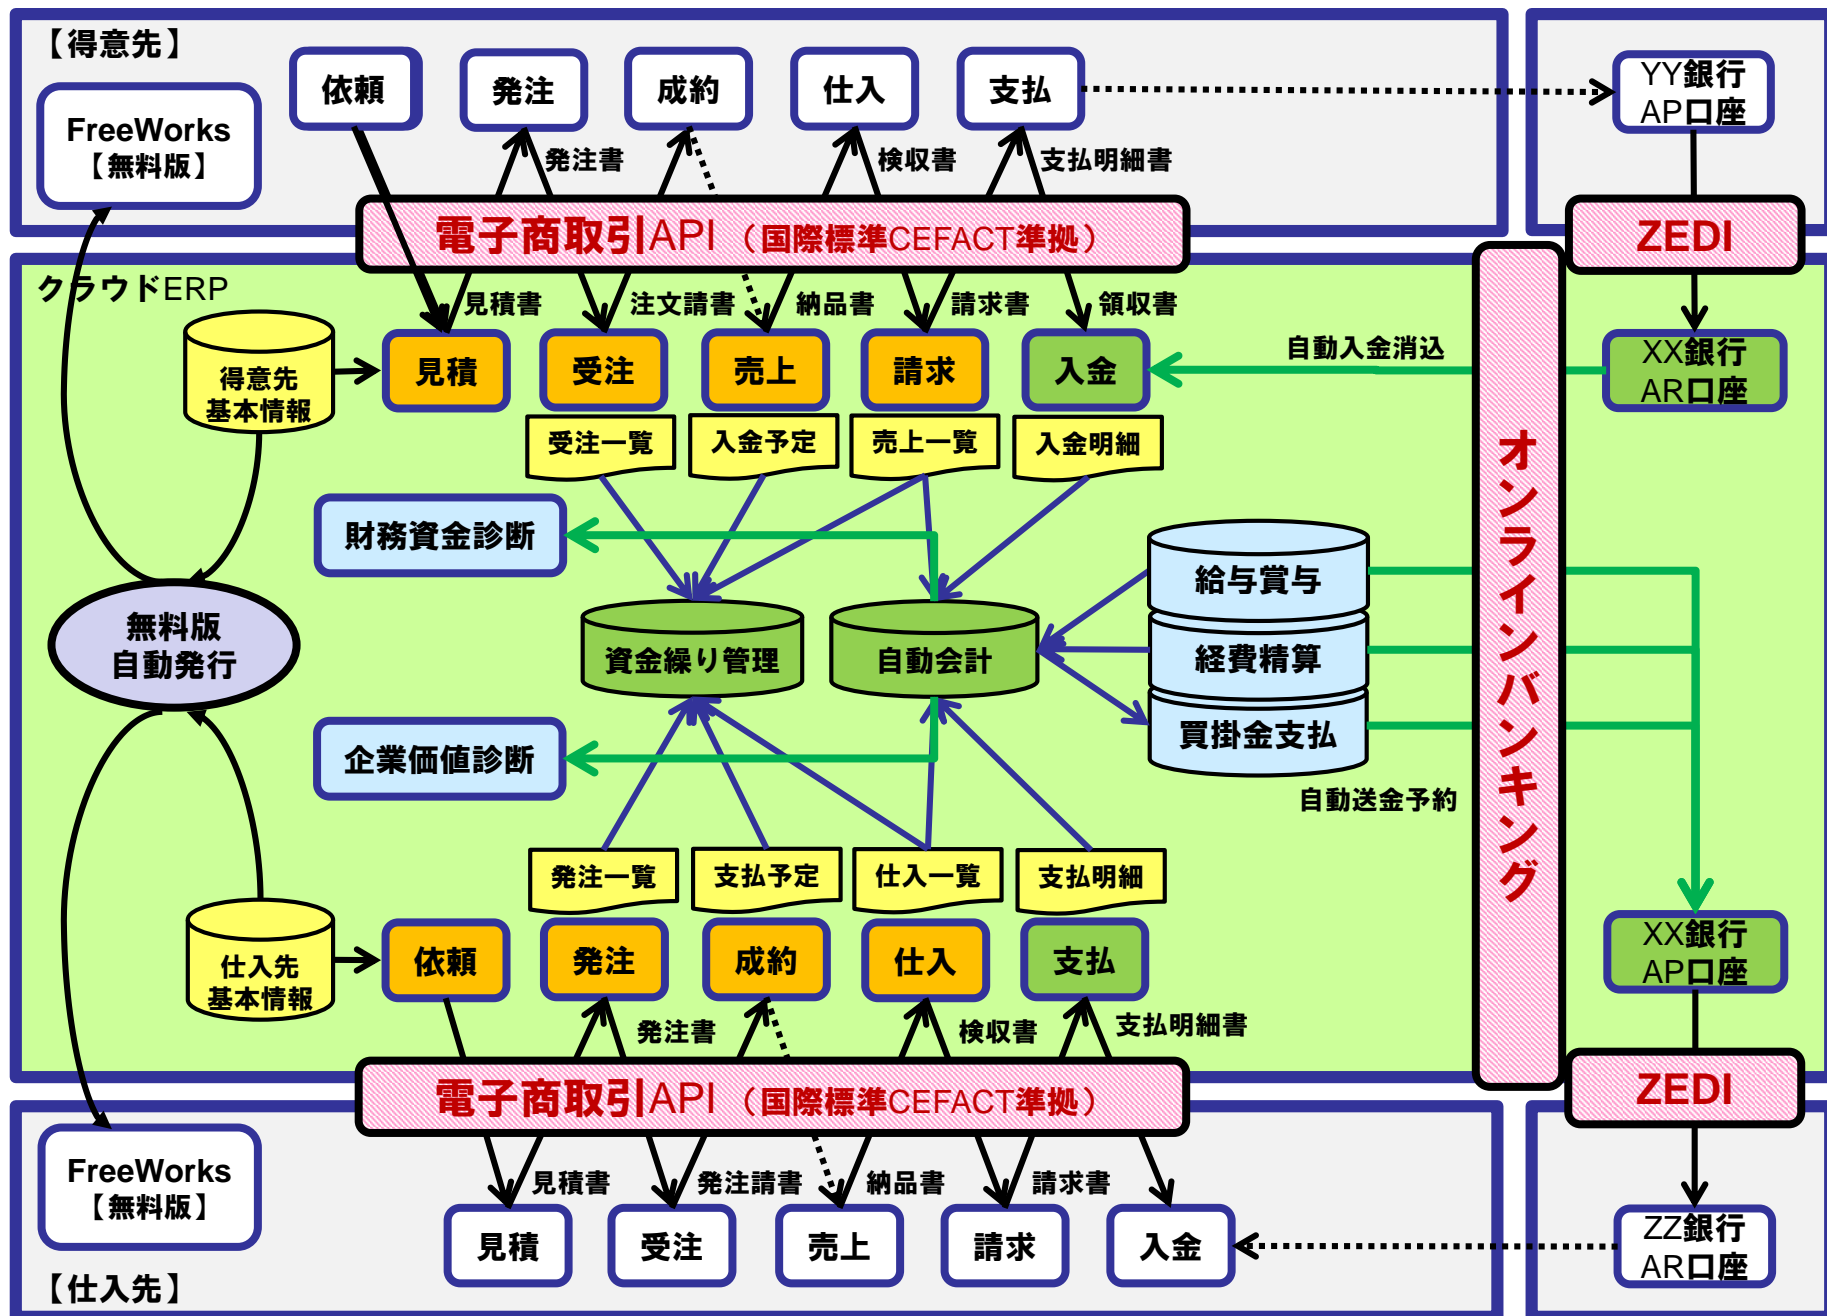 【得意先】
依頼
発注
成約
仕入
支払
YY銀行
AP口座
FreeWorks
【無料版】
発注書
検収書
支払明細書
電子商取引API（国際標準CEFACT準拠）
ZEDI
クラウドERP
見積書
注文請書
納品書
請求書
領収書
得意先
基本情報
見積
受注
売上
請求
入金
自動入金消込
XX銀行
AR口座
受注一覧
入金予定
売上一覧
入金明細
オンラインバンキング
財務資金診断
給与賞与
無料版
自動発行
資金繰り管理
自動会計
経費精算
企業価値診断
買掛金支払
自動送金予約
発注一覧
支払予定
仕入一覧
支払明細
仕入先
基本情報
依頼
発注
成約
仕入
支払
XX銀行
AP口座
発注書
検収書
支払明細書
電子商取引API（国際標準CEFACT準拠）
ZEDI
FreeWorks
【無料版】
見積書
発注請書
納品書
請求書
見積
受注
売上
請求
入金
ZZ銀行
AR口座
【仕入先】